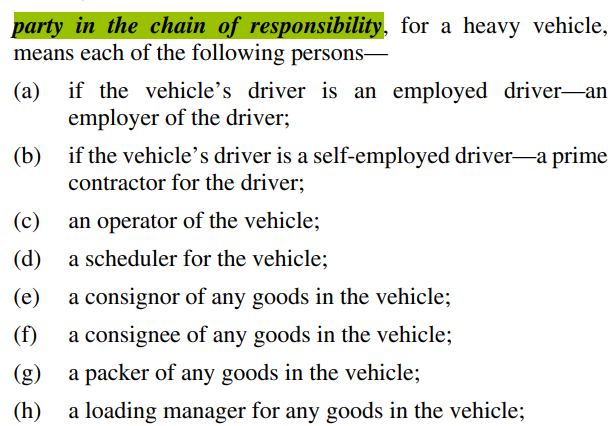 party in the chain of responsibility, for a heavy vehicle,
means each of the following persons—
(a) if the vehicle’s driver is an employed driver—an
employer of the driver;
(b) if the vehicle’s driver is a self-employed driver—a prime
contractor for the driver;
(c) an operator of the vehicle;
(d) a scheduler for the vehicle;
(e) a consignor of any goods in the vehicle;
(f) a consignee of any goods in the vehicle;
(g) a packer of any goods in the vehicle;
(h) a loading manager for any goods in the vehicle;